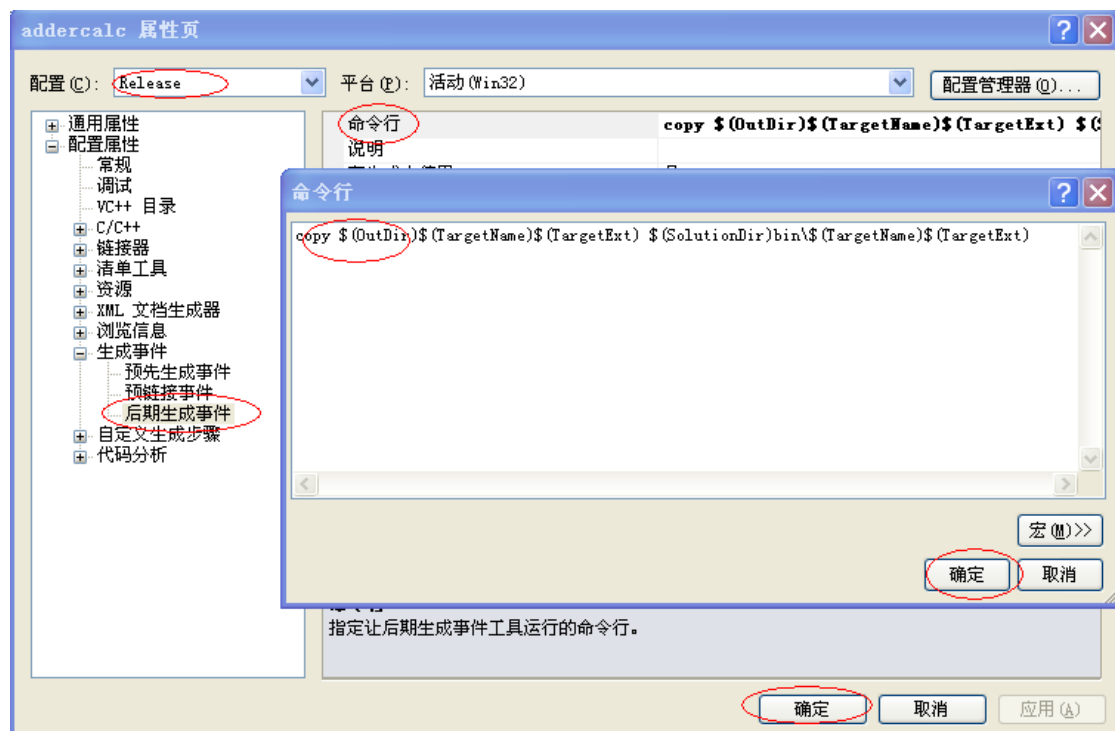 addercalc 属性页
配置(C): Release 平台(P): 活动(Win32) 配置管理器(O)...
通用属性
配置属性
常规
调试
VC++ 目录
C/C++
链接器
清单工具
资源
XML 文档生成器
浏览信息
生成事件
预先生成事件
预链接事件
后期生成事件
自定义生成步骤
代码分析
命令行 copy $(OutDir)$(TargetName)$(TargetExt) $(
说明
命令行
copy $(OutDir)$(TargetName)$(TargetExt) $(SolutionDir)bin\$(TargetName)$(TargetExt)
宏(M)>>
确定 取消
指定让后期生成事件工具运行的命令行。
确定 取消 应用(A)